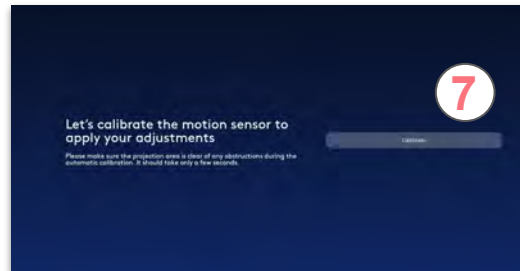 7
Let's calibrate the motion sensor to
apply your adjustments
Continue
Please make sure the projection area is clear of any obstructions during the
automatic calibration. It should take only a few seconds.